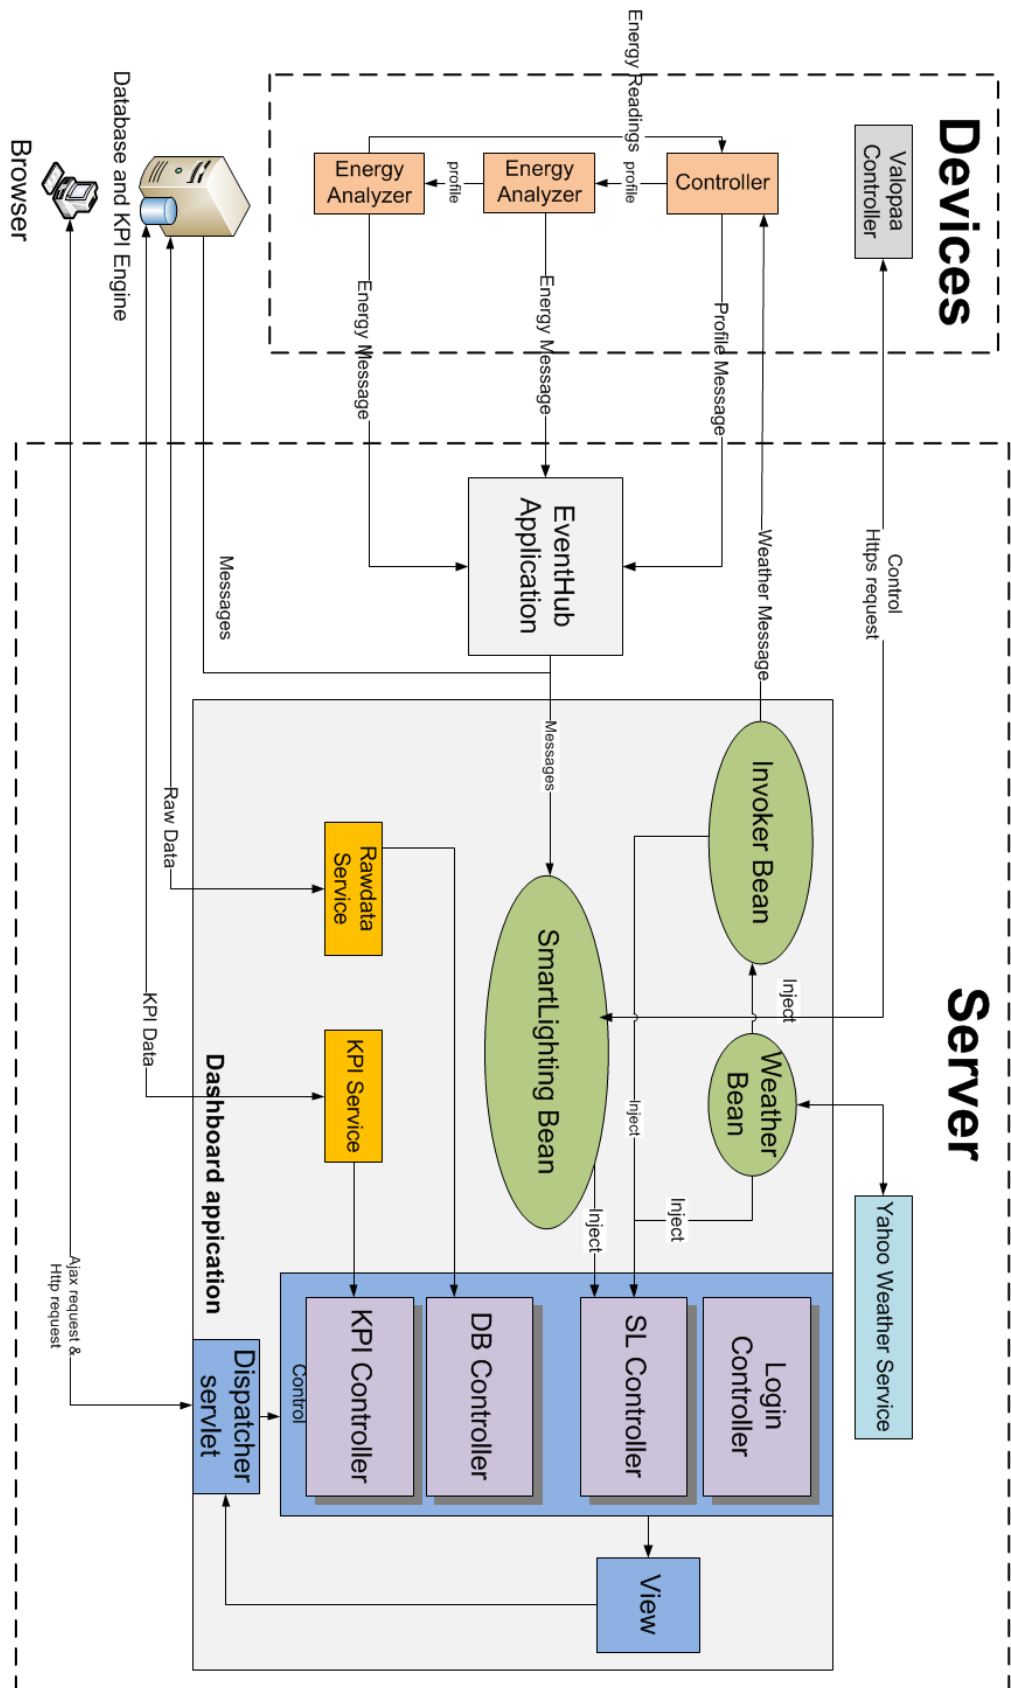 Devices
Server
Valopaa
Controller
Control
Https request
Yahoo Weather Service
Controller
Energy
Analyzer
Energy
Analyzer
profile
profile
Energy Readings
Weather Message
Profile Message
Energy Message
Energy Message
EventHub
Application
Messages
Messages
Invoker Bean
Inject
Weather
Bean
Inject
Inject
SmartLighting Bean
Inject
Login
Controller
SL Controller
DB Controller
KPI Controller
Control
View
Rawdata
Service
KPI Service
Raw Data
KPI Data
Dashboard appication
Dispatcher
servlet
Database and KPI Engine
Browser
Ajax request &
Http request